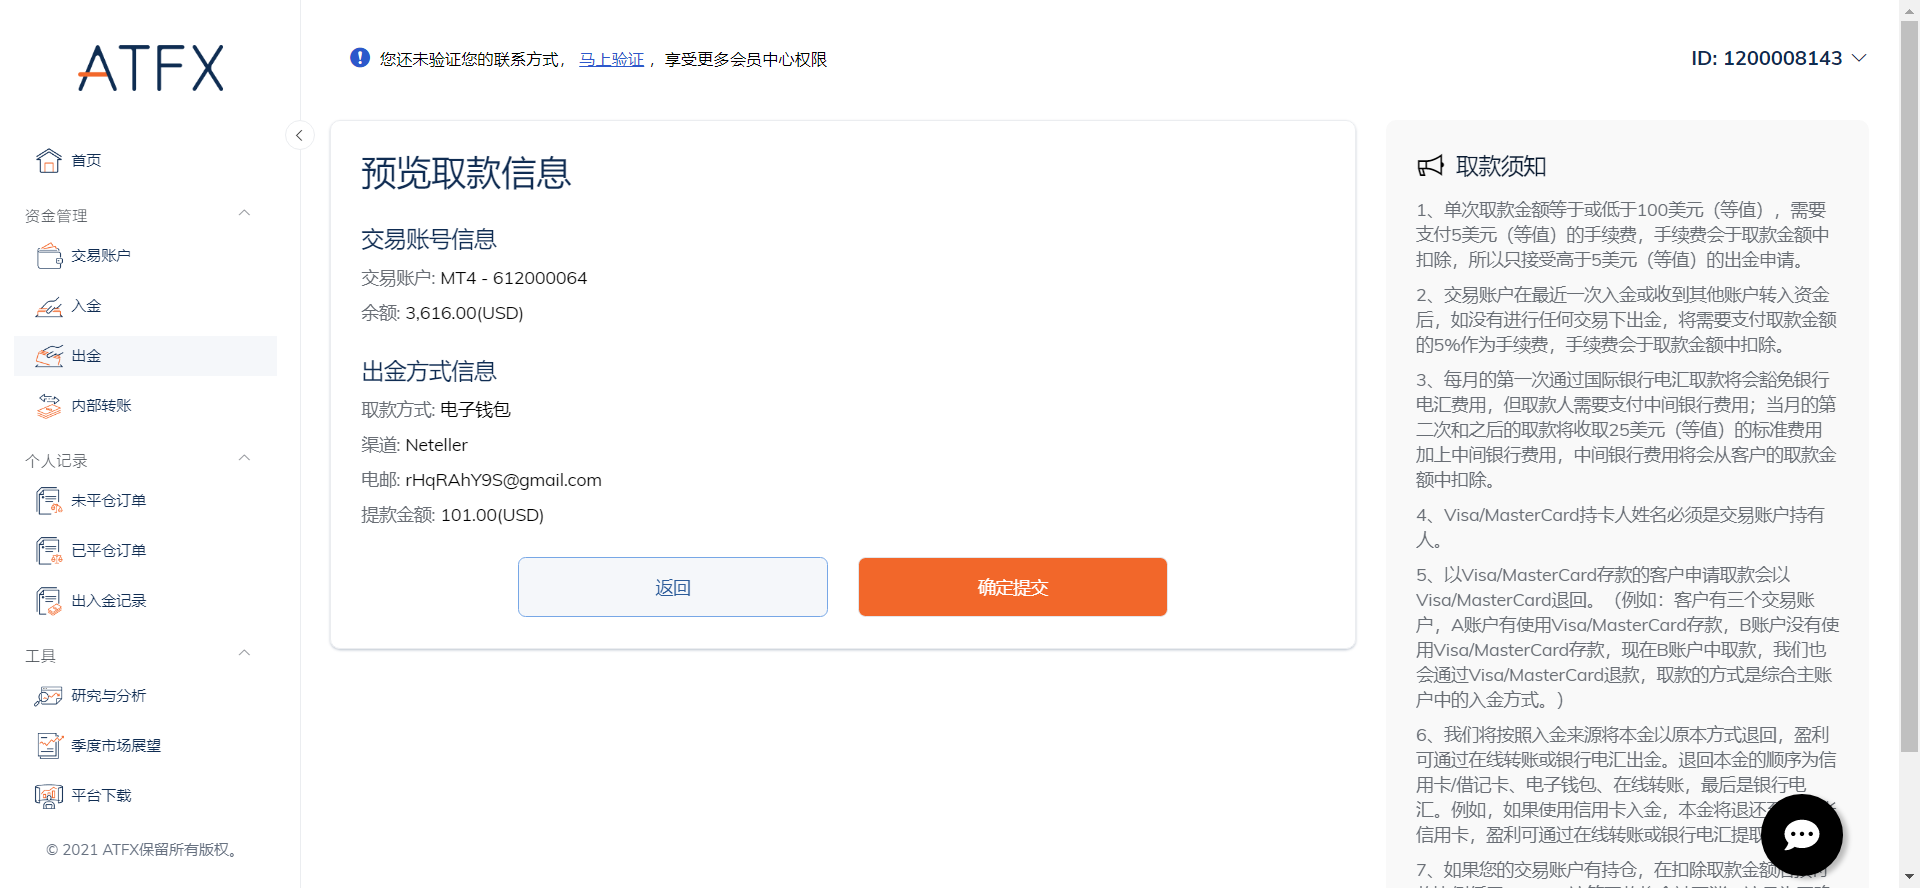 ATFX
首页
资金管理
交易账户
入金
出金
内部转账
个人记录
未平仓订单
已平仓订单
出入金记录
工具
研究与分析
季度市场展望
平台下载
© 2021 ATFX保留所有版权。
您还未验证您的联系方式， 马上验证 ，享受更多会员中心权限
ID: 1200008143
预览取款信息
交易账号信息
交易账户: MT4 - 612000064
余额: 3,616.00(USD)
出金方式信息
取款方式: 电子钱包
渠道: Neteller
电邮: rHqRAhY9S@gmail.com
提款金额: 101.00(USD)
返回
确定提交
取款须知
1、单次取款金额等于或低于100美元（等值），需要
支付5美元（等值）的手续费，手续费会于取款金额中
扣除，所以只接受高于5美元（等值）的出金申请。
2、交易账户在最近一次入金或收到其他账户转入资金
后，如没有进行任何交易下出金，将需要支付取款金额
的5%作为手续费，手续费会于取款金额中扣除。
3、每月的第一次通过国际银行电汇取款将会豁免银行
电汇费用，但取款人需要支付中间银行费用；当月的第
二次和之后的取款将收取25美元（等值）的标准费用
加上中间银行费用，中间银行费用将会从客户的取款金
额中扣除。
4、Visa/MasterCard持卡人姓名必须是交易账户持有
人。
5、以Visa/MasterCard存款的客户申请取款会以
Visa/MasterCard退回。（例如：客户有三个交易账
户，A账户有使用Visa/MasterCard存款，B账户没有使
用Visa/MasterCard存款，现在B账户中取款，我们也
会通过Visa/MasterCard退款，取款的方式是综合主账
户中的入金方式。）
6、我们将按照入金来源将本金以原本方式退回，盈利
可通过在线转账或银行电汇出金。退回本金的顺序为信
用卡/借记卡、电子钱包、在线转账，最后是银行电
汇。例如，如果使用信用卡入金，本金将退还
信用卡，盈利可通过在线转账或银行电汇提取
7、如果您的交易账户有持仓，在扣除取款金额